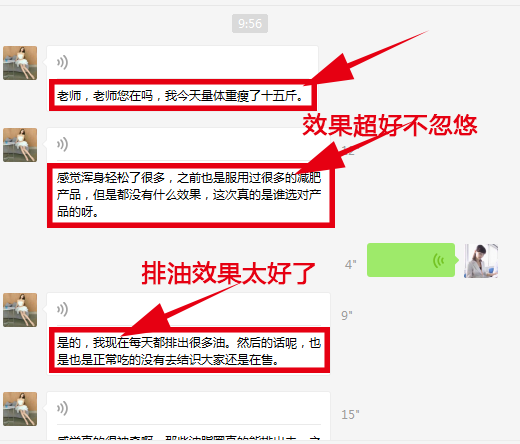 9:56
老师，老师您在吗，我今天量体重瘦了十五斤。
效果超好不忽悠
12"
感觉浑身轻松了很多，之前也是服用过很多的减肥
产品，但是都没有什么效果，这次真的是谁选对产
品的呀。
4"
排油效果太好了
9"
是的，我现在每天都排出很多油。然后的话呢，也
是也是正常吃的没有去结识大家还是在售。
15"